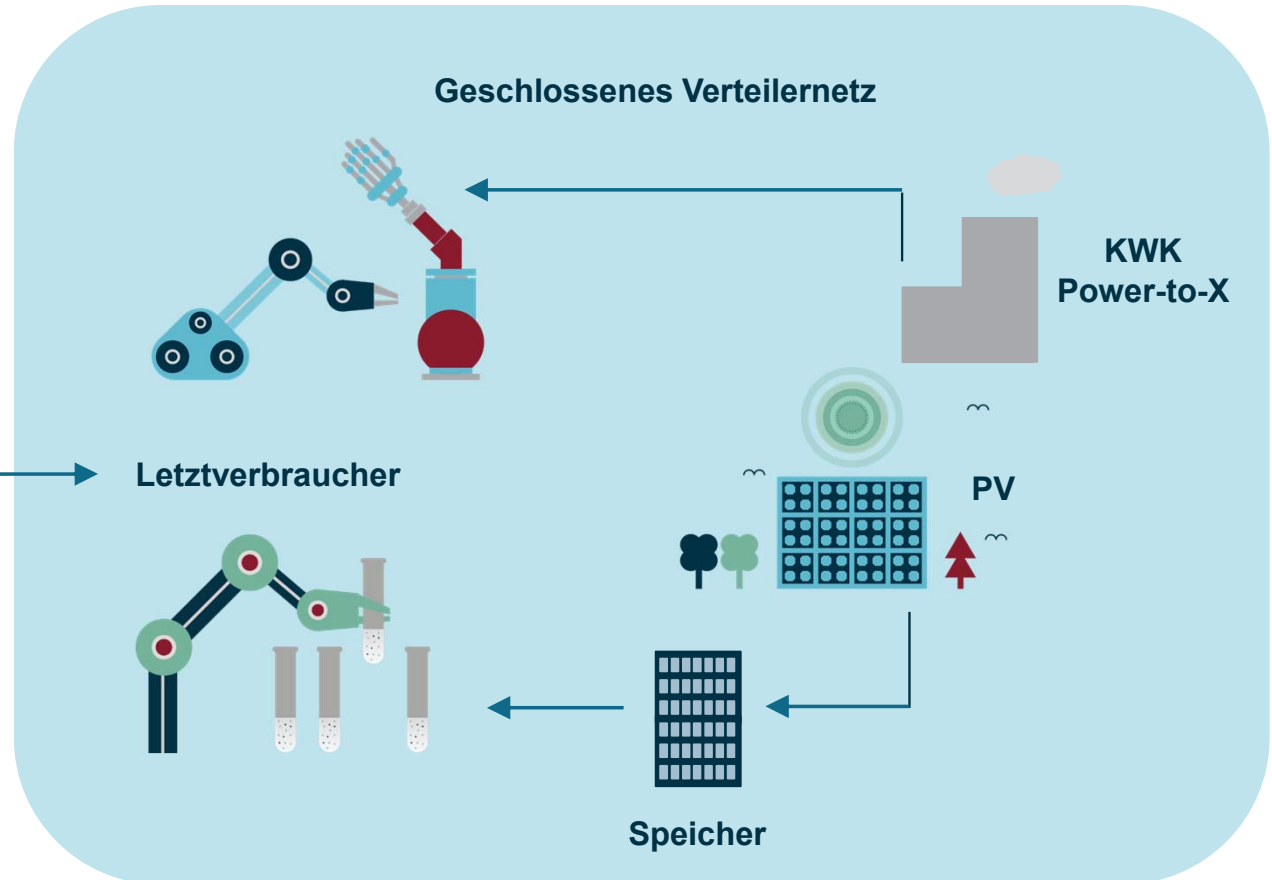 Geschlossenes Verteilernetz
KWK
Power-to-X
Letztverbraucher
PV
Speicher